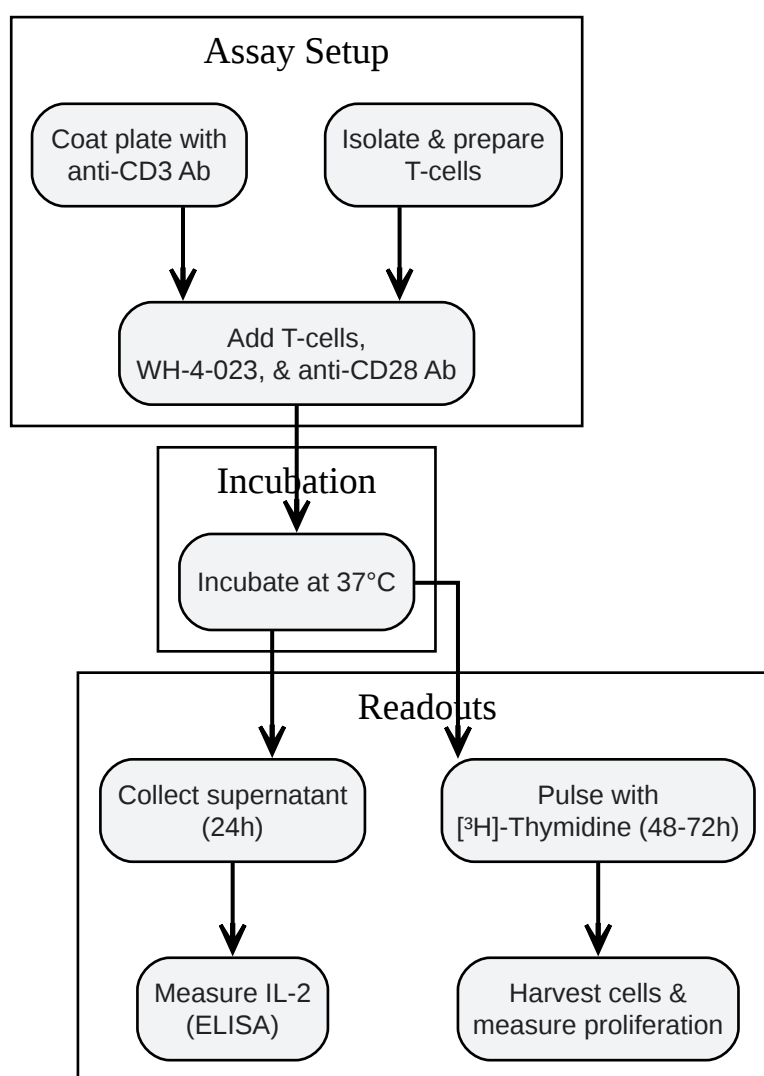 Assay Setup
Coat plate with
anti-CD3 Ab
Isolate & prepare
T-cells
Add T-cells,
WH-4-023, & anti-CD28 Ab
Incubation
Incubate at 37°C
Readouts
Collect supernatant
(24h)
Pulse with
[³H]-Thymidine (48-72h)
Measure IL-2
(ELISA)
Harvest cells &
measure proliferation